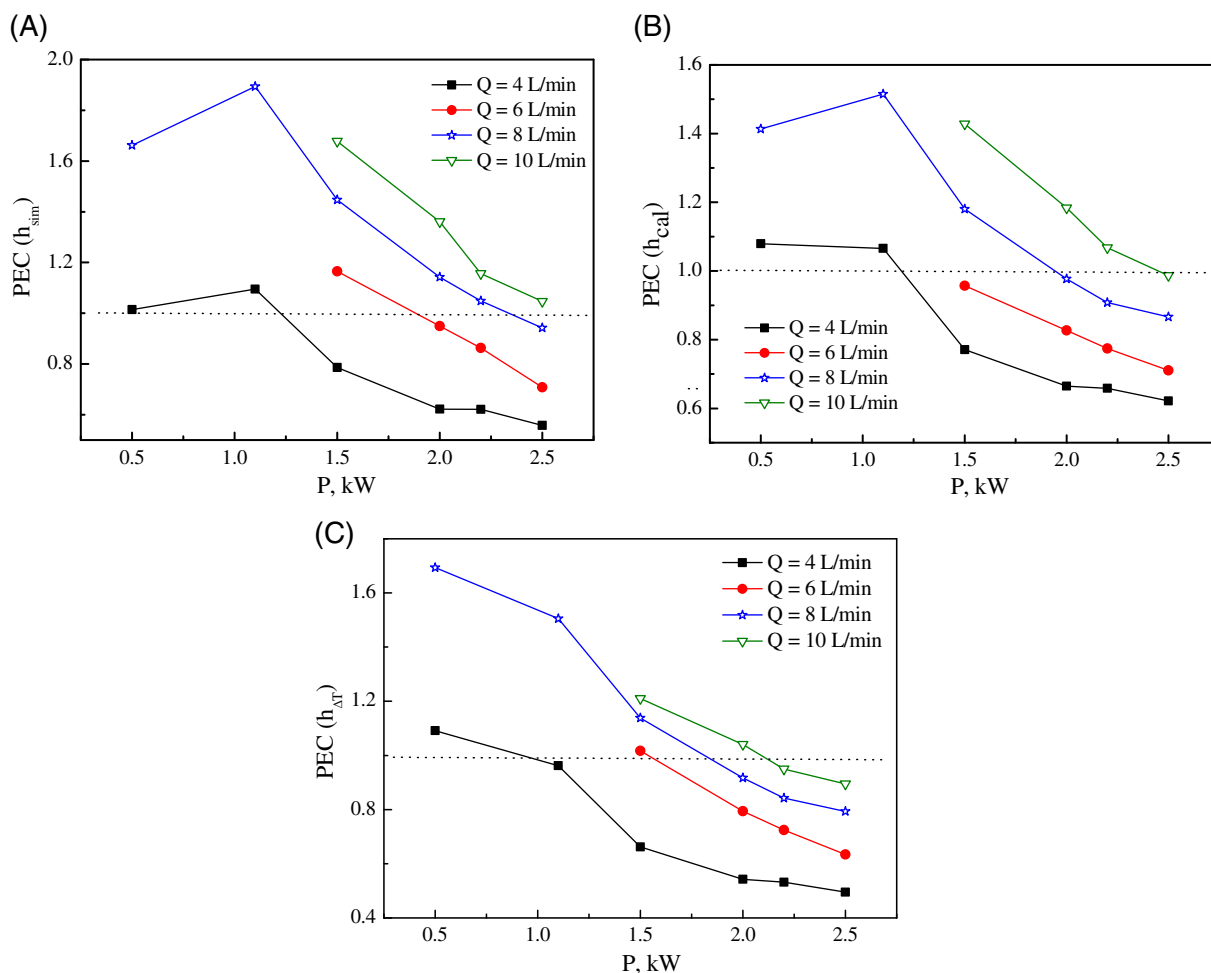 (A)
2.0
1.6
1.2
0.8
PEC (h_sim)
0.5
1.0
1.5
2.0
2.5
P, kW
Q = 4 L/min
Q = 6 L/min
Q = 8 L/min
Q = 10 L/min
(B)
1.6
1.4
1.2
1.0
0.8
0.6
PEC (h_cal)
Q = 4 L/min
Q = 6 L/min
Q = 8 L/min
Q = 10 L/min
0.5
1.0
1.5
2.0
2.5
P, kW
(C)
1.6
1.2
0.8
0.4
PEC (h_ΔT)
Q = 4 L/min
Q = 6 L/min
Q = 8 L/min
Q = 10 L/min
0.5
1.0
1.5
2.0
2.5
P, kW